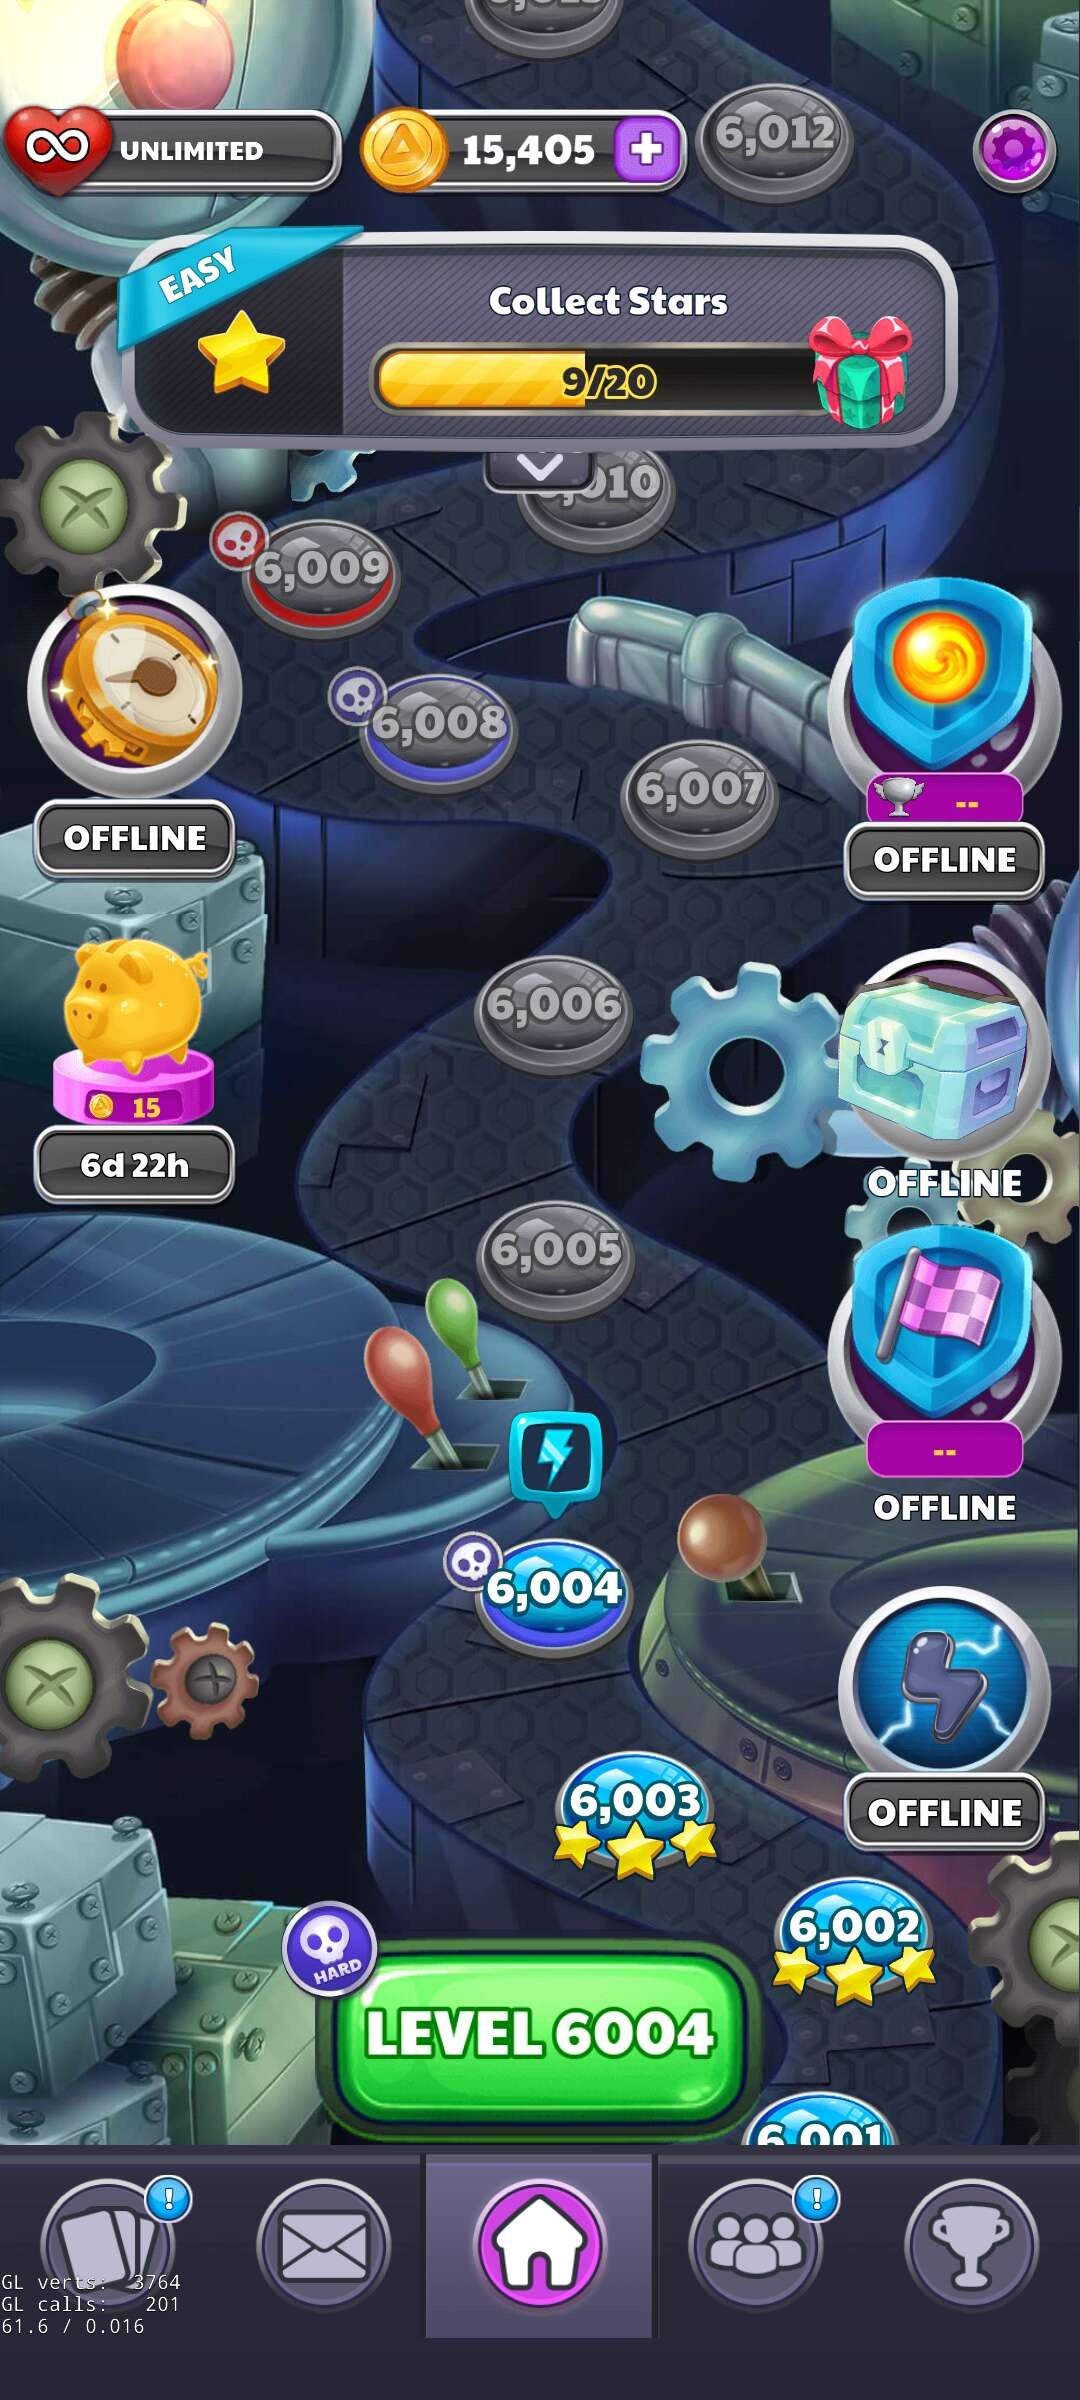 UNLIMITED
15,405
6,012
EASY
Collect Stars
9/20
6,009
6,008
6,007
OFFLINE
--
OFFLINE
6,006
15
6d 22h
OFFLINE
6,005
--
OFFLINE
6,004
6,003
OFFLINE
6,002
HARD
LEVEL 6004
6,001
GL verts: 3764
GL calls: 201
61.6 / 0.016